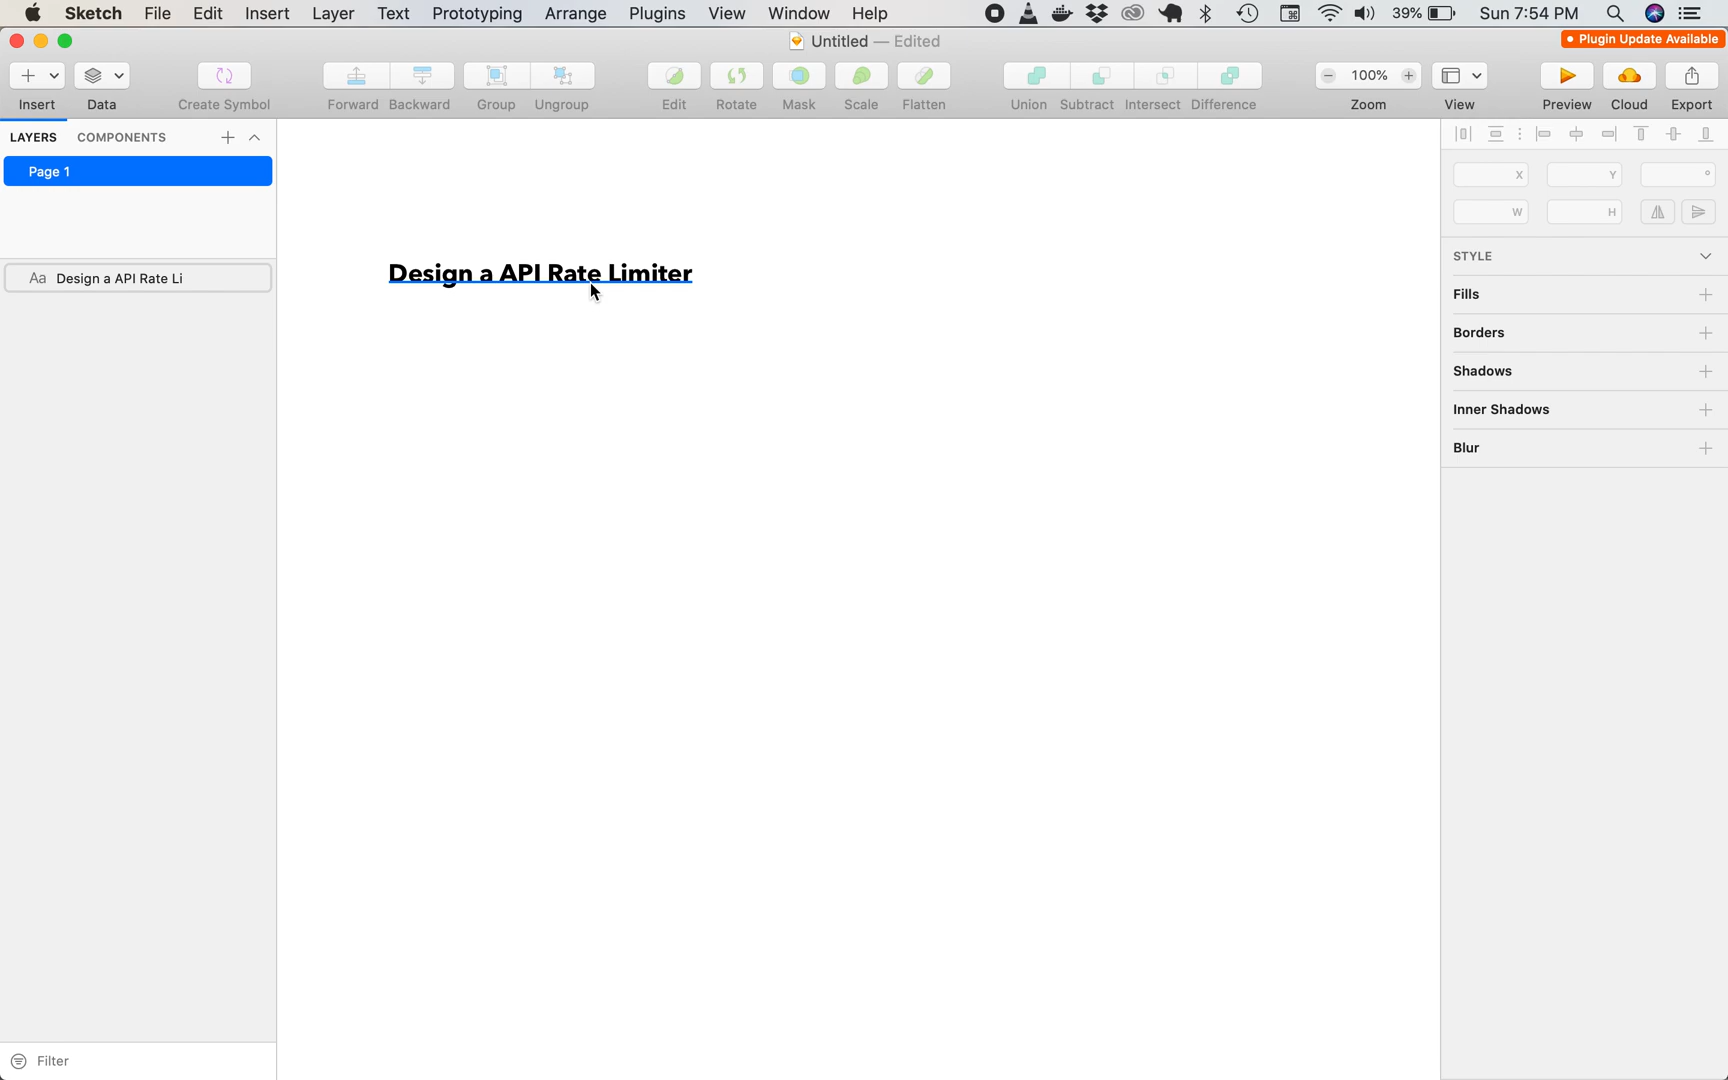 Sketch File Edit Insert Layer Text Prototyping Arrange Plugins View Window Help 39% Sun 7:54 PM
Untitled — Edited
Plugin Update Available
100%
Insert Data Create Symbol Forward Backward Group Ungroup Edit Rotate Mask Scale Flatten Union Subtract Intersect Difference Zoom View Preview Cloud Export
LAYERS COMPONENTS
Page 1
Aa Design a API Rate Li
Filter
Design a API Rate Limiter
X Y °
W H
STYLE
Fills
Borders
Shadows
Inner Shadows
Blur